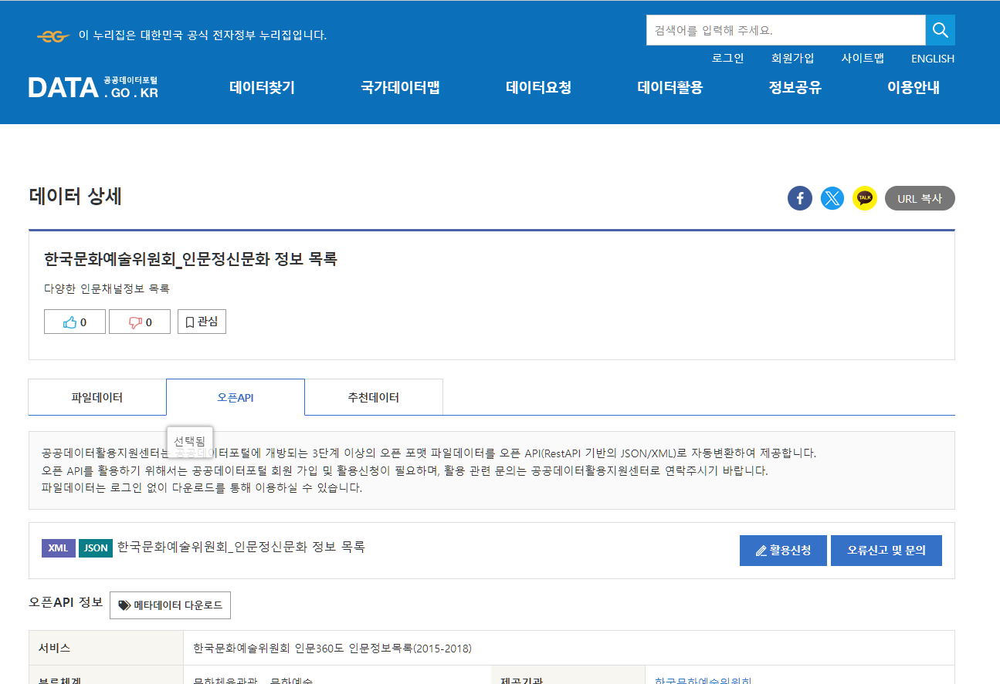 이 누리집은 대한민국 공식 전자정부 누리집입니다.
검색어를 입력해 주세요.
로그인 회원가입 사이트맵 ENGLISH
DATA 공공데이터포털 . GO . KR
데이터찾기 국가데이터맵 데이터요청 데이터활용 정보공유 이용안내
데이터 상세
TALK
URL 복사
한국문화예술위원회_인문정신문화 정보 목록
다양한 인문채널정보 목록
0 0 관심
파일데이터 오픈API 추천데이터
선택됨
공공데이터활용지원센터는 공공데이터포털에 개방되는 3단계 이상의 오픈 포맷 파일데이터를 오픈 API(RestAPI 기반의 JSON/XML)로 자동변환하여 제공합니다.
오픈 API를 활용하기 위해서는 공공데이터포털 회원 가입 및 활용신청이 필요하며, 활용 관련 문의는 공공데이터활용지원센터로 연락주시기 바랍니다.
파일데이터는 로그인 없이 다운로드를 통해 이용하실 수 있습니다.
XML JSON 한국문화예술위원회_인문정신문화 정보 목록
활용신청 오류신고 및 문의
오픈API 정보 메타데이터 다운로드
서비스 한국문화예술위원회 인문360도 인문정보목록(2015-2018)
분류체계 문화체육관광 - 문화예술 제공기관 한국문화예술위원회